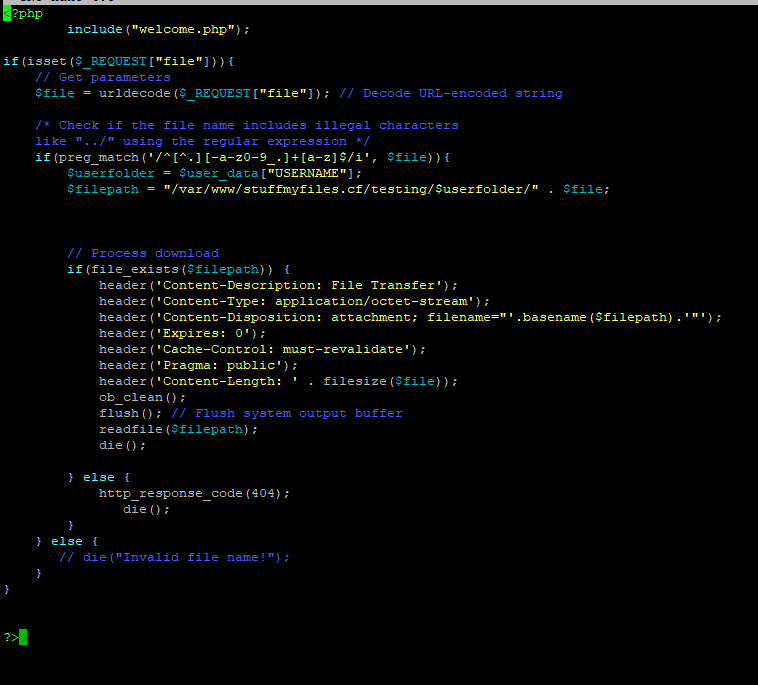 <?php
include("welcome.php");
if(isset($_REQUEST["file"])){
// Get parameters
$file = urldecode($_REQUEST["file"]); // Decode URL-encoded string
/* Check if the file name includes illegal characters
like "../" using the regular expression */
if(preg_match('/^[^.][-a-z0-9_.]+[a-z]$/i', $file)){
$userfolder = $user_data["USERNAME"];
$filepath = "/var/www/stuffmyfiles.cf/testing/$userfolder/" . $file;
// Process download
if(file_exists($filepath)) {
header('Content-Description: File Transfer');
header('Content-Type: application/octet-stream');
header('Content-Disposition: attachment; filename="'.basename($filepath).'"');
header('Expires: 0');
header('Cache-Control: must-revalidate');
header('Pragma: public');
header('Content-Length: ' . filesize($file));
ob_clean();
flush(); // Flush system output buffer
readfile($filepath);
die();
} else {
http_response_code(404);
die();
}
} else {
// die("Invalid file name!");
}
}
?>